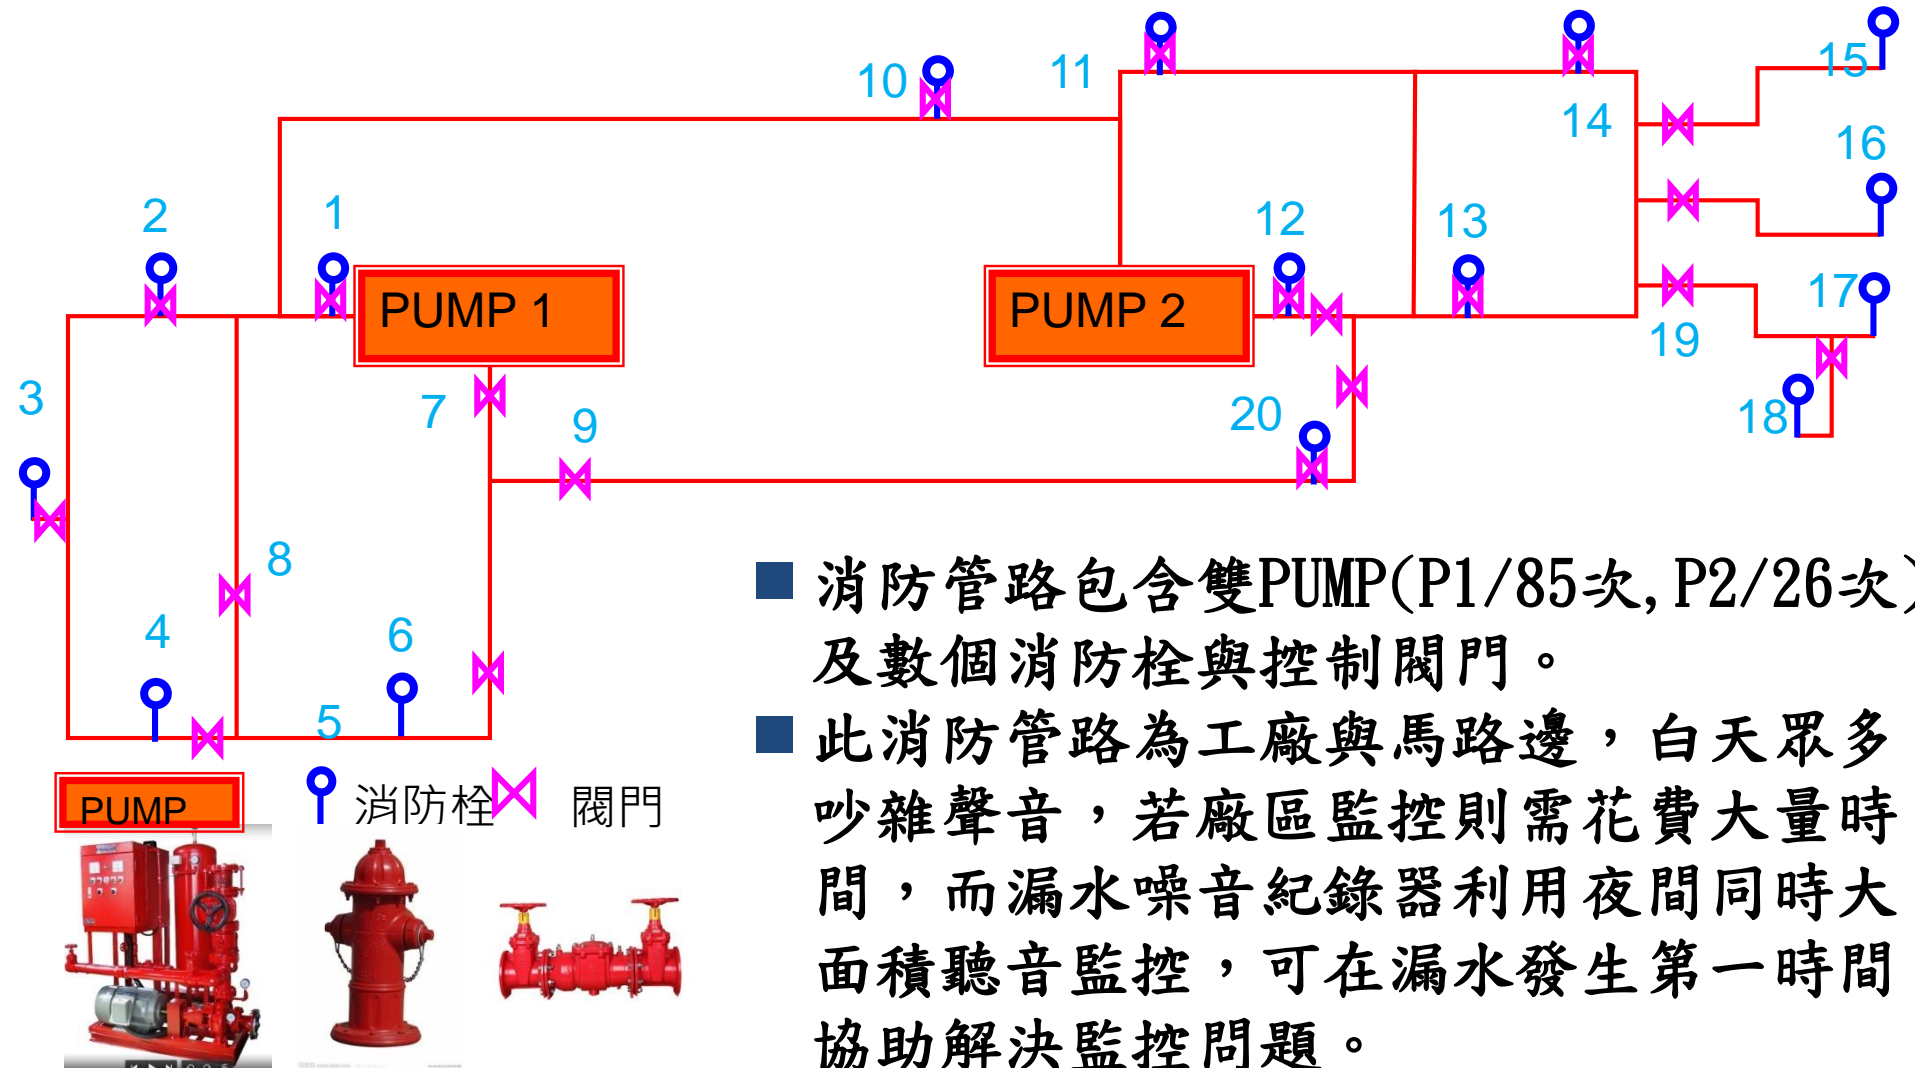 15
10
11
14
16
2
1
12
13
PUMP 1
PUMP 2
17
19
3
7
9
20
18
8
4
6
5
PUMP
消防栓
閥門
消防管路包含雙PUMP(P1/85次,P2/26次)
及數個消防栓與控制閥門。
此消防管路為工廠與馬路邊，白天眾多
吵雜聲音，若廠區監控則需花費大量時
間，而漏水噪音紀錄器利用夜間同時大
面積聽音監控，可在漏水發生第一時間
協助解決監控問題。